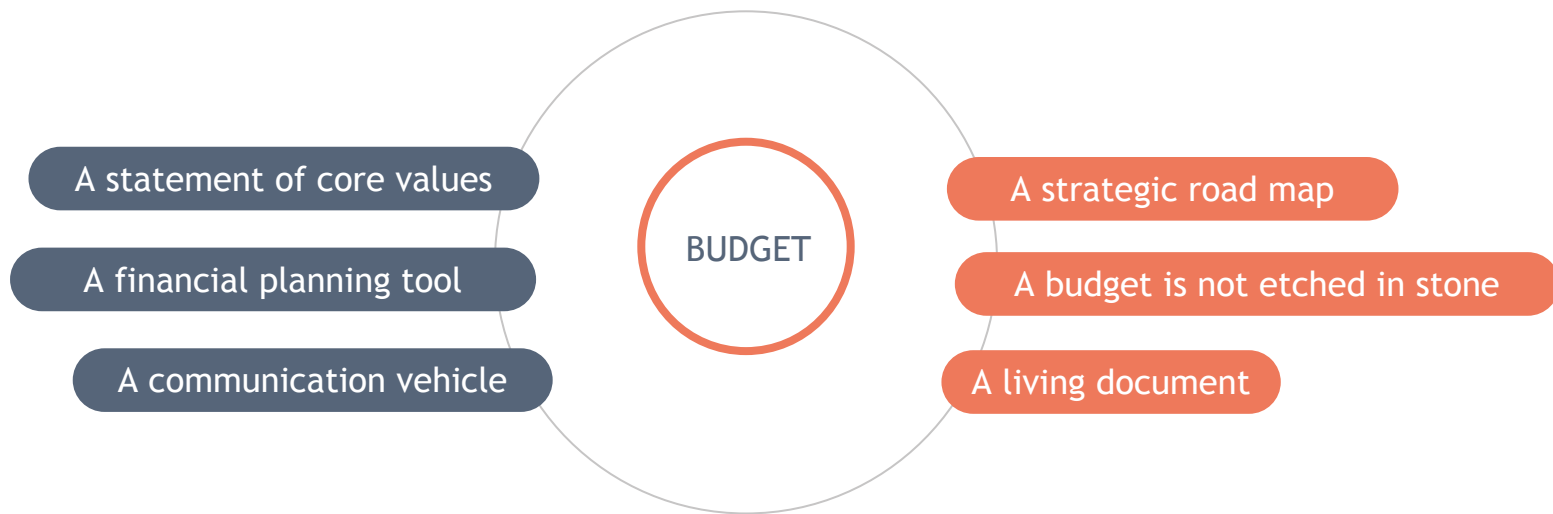 A statement of core values
A financial planning tool
A communication vehicle
BUDGET
A strategic road map
A budget is not etched in stone
A living document